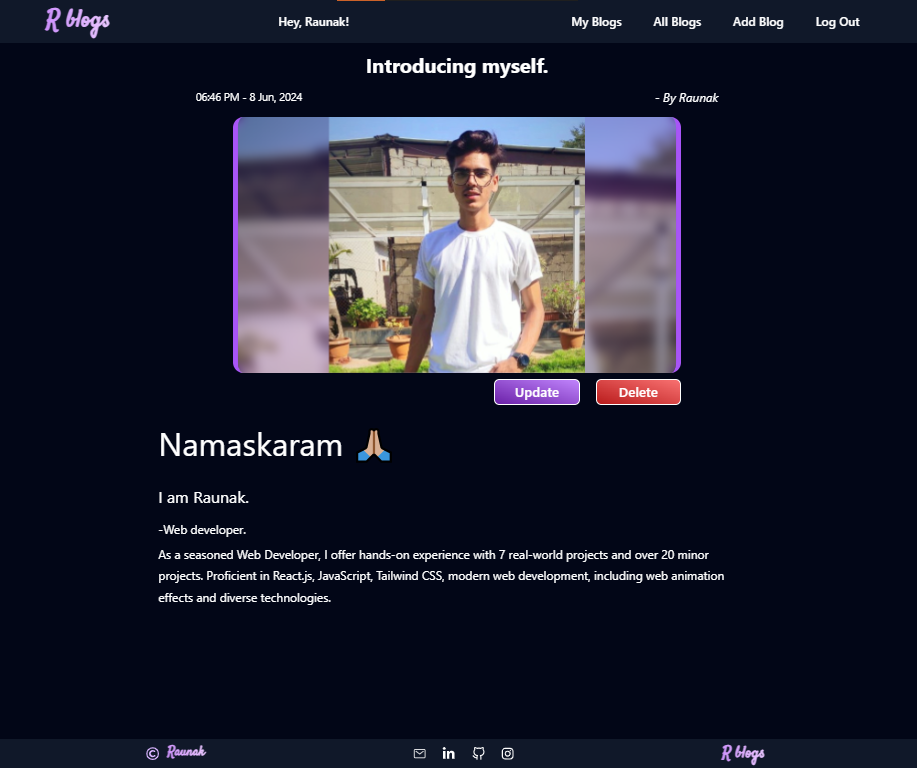 R blogs
Hey, Raunak!
My Blogs
All Blogs
Add Blog
Log Out
Introducing myself.
06:46 PM - 8 Jun, 2024
- By Raunak
Update
Delete
Namaskaram 🙏🏼
I am Raunak.
-Web developer.
As a seasoned Web Developer, I offer hands-on experience with 7 real-world projects and over 20 minor
projects. Proficient in React.js, JavaScript, Tailwind CSS, modern web development, including web animation
effects and diverse technologies.
© Raunak
in
R blogs